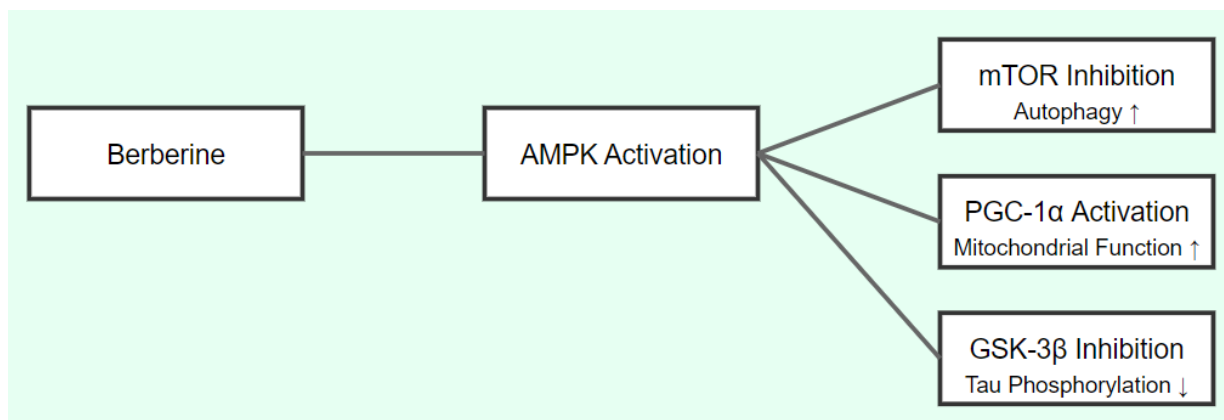 Berberine
AMPK Activation
mTOR Inhibition
Autophagy ↑
PGC-1α Activation
Mitochondrial Function ↑
GSK-3β Inhibition
Tau Phosphorylation ↓